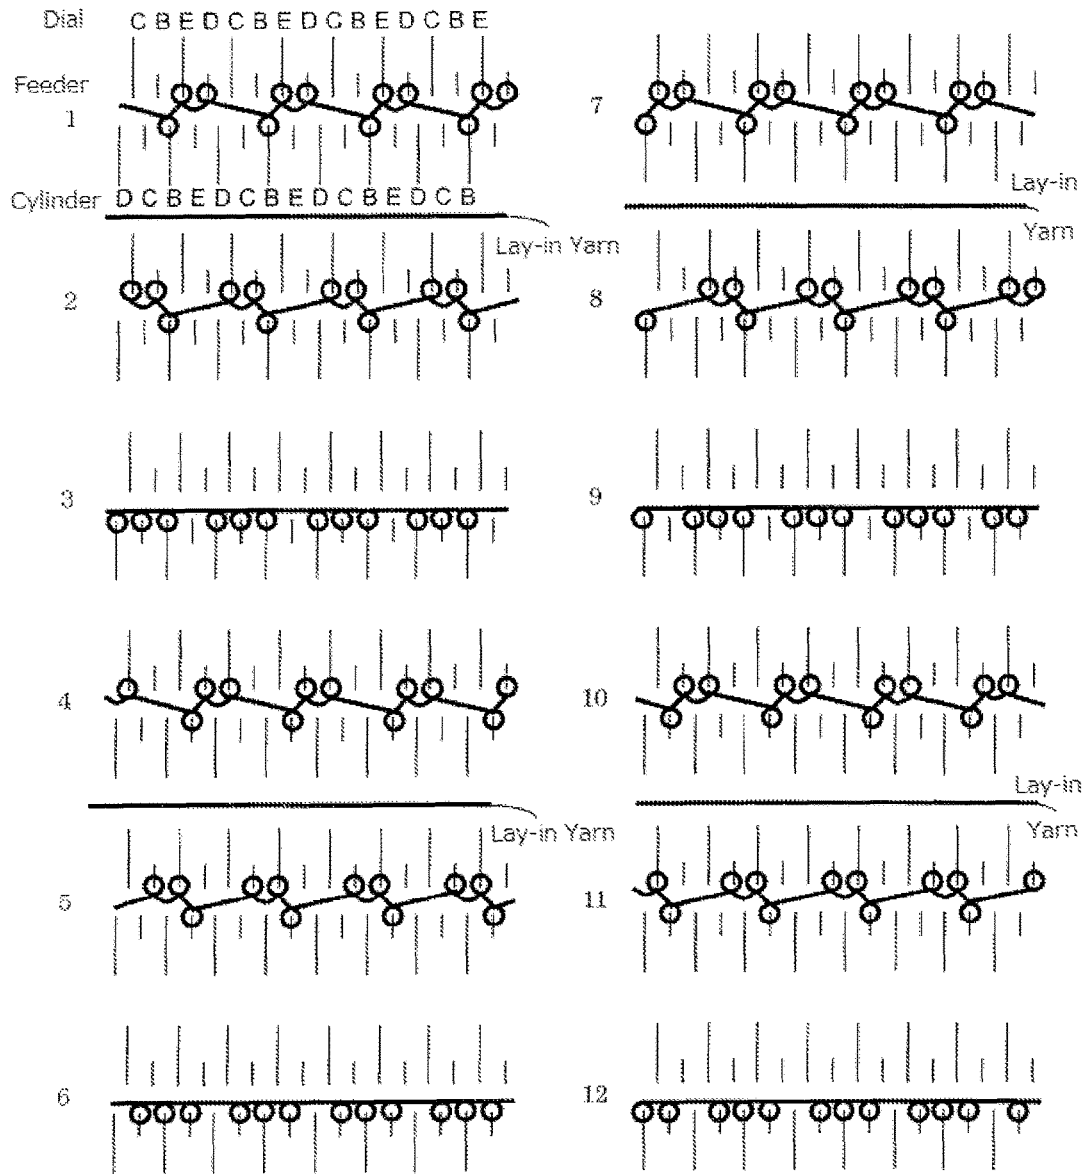 Dial C B E D C B E D C B E D C B E
Feeder
1
7
Cylinder D C B E D C B E D C B E D C B
Lay-in
Yarn
Lay-in Yarn
2
8
3
9
4
10
Lay-in
Yarn
Lay-in Yarn
5
11
6
12